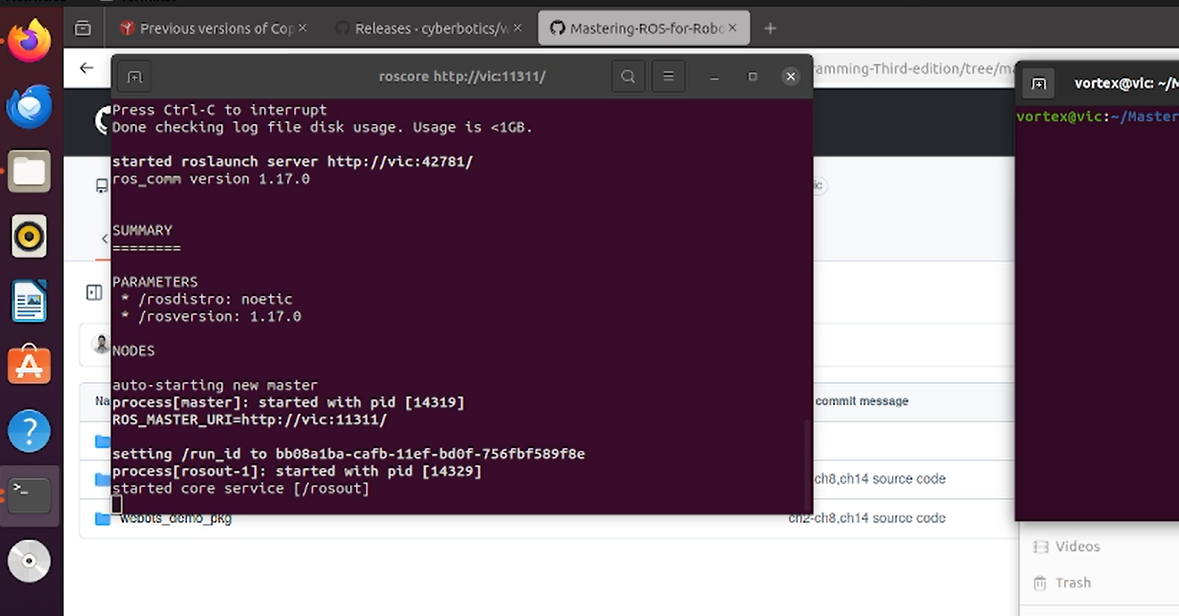 Previous versions of Cop
Releases · cyberbotics/w
Mastering-ROS-for-Robo
ramming-Third-edition/tree/ma
roscore http://vic:11311/
vortex@vic: ~/M
Press Ctrl-C to interrupt
Done checking log file disk usage. Usage is <1GB.
started roslaunch server http://vic:42781/
ros_comm version 1.17.0
SUMMARY
========
PARAMETERS
* /rosdistro: noetic
* /rosversion: 1.17.0
NODES
auto-starting new master
process[master]: started with pid [14319]
ROS_MASTER_URI=http://vic:11311/
setting /run_id to bb08a1ba-cafb-11ef-bd0f-756fbf589f8e
process[rosout-1]: started with pid [14329]
started core service [/rosout]
vortex@vic:~/Master
ic
Na
commit message
ch8,ch14 source code
webots_demo_pkg
ch2-ch8,ch14 source code
Videos
Trash